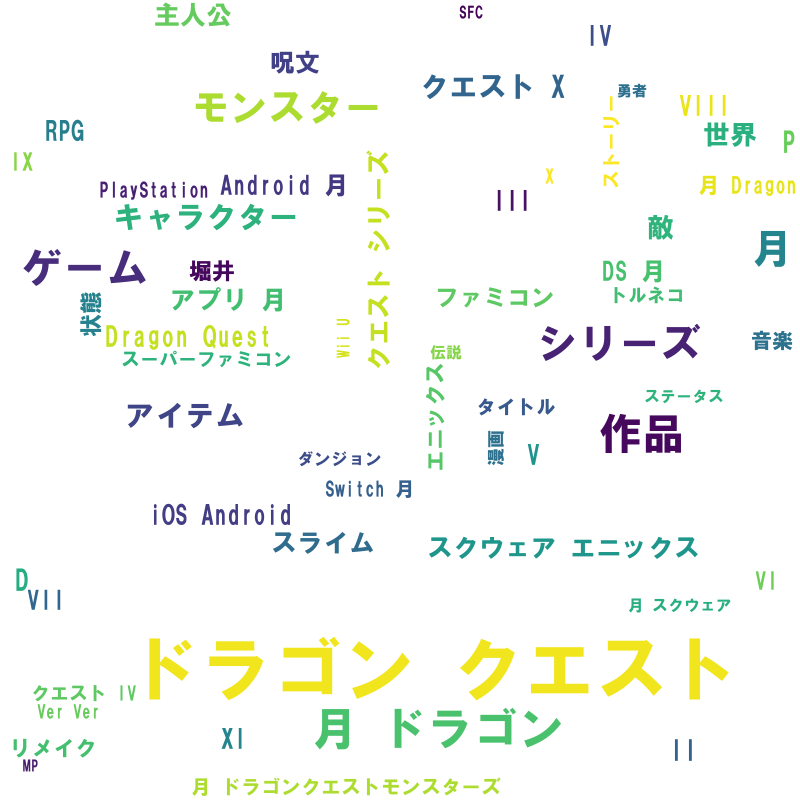 主人公
SFC
IV
呪文
クエスト X
勇者
モンスター
VIII
ストーリー
世界
RPG
P
IX
クエスト シリーズ
X
PlayStation
Android 月
III
月 Dragon
キャラクター
敵
月
ゲーム
堀井
DS 月
アプリ 月
ファミコン
トルネコ
状態
Dragon Quest
Wii U
シリーズ
音楽
スーパーファミコン
伝説
エニックス
ステータス
アイテム
タイトル
作品
漫画
V
ダンジョン
Switch 月
iOS Android
スライム
スクウェア エニックス
D
VII
VI
月 スクウェア
ドラゴン クエスト
クエスト IV
Ver Ver
月 ドラゴン
リメイク
XI
II
MP
月 ドラゴンクエストモンスターズ